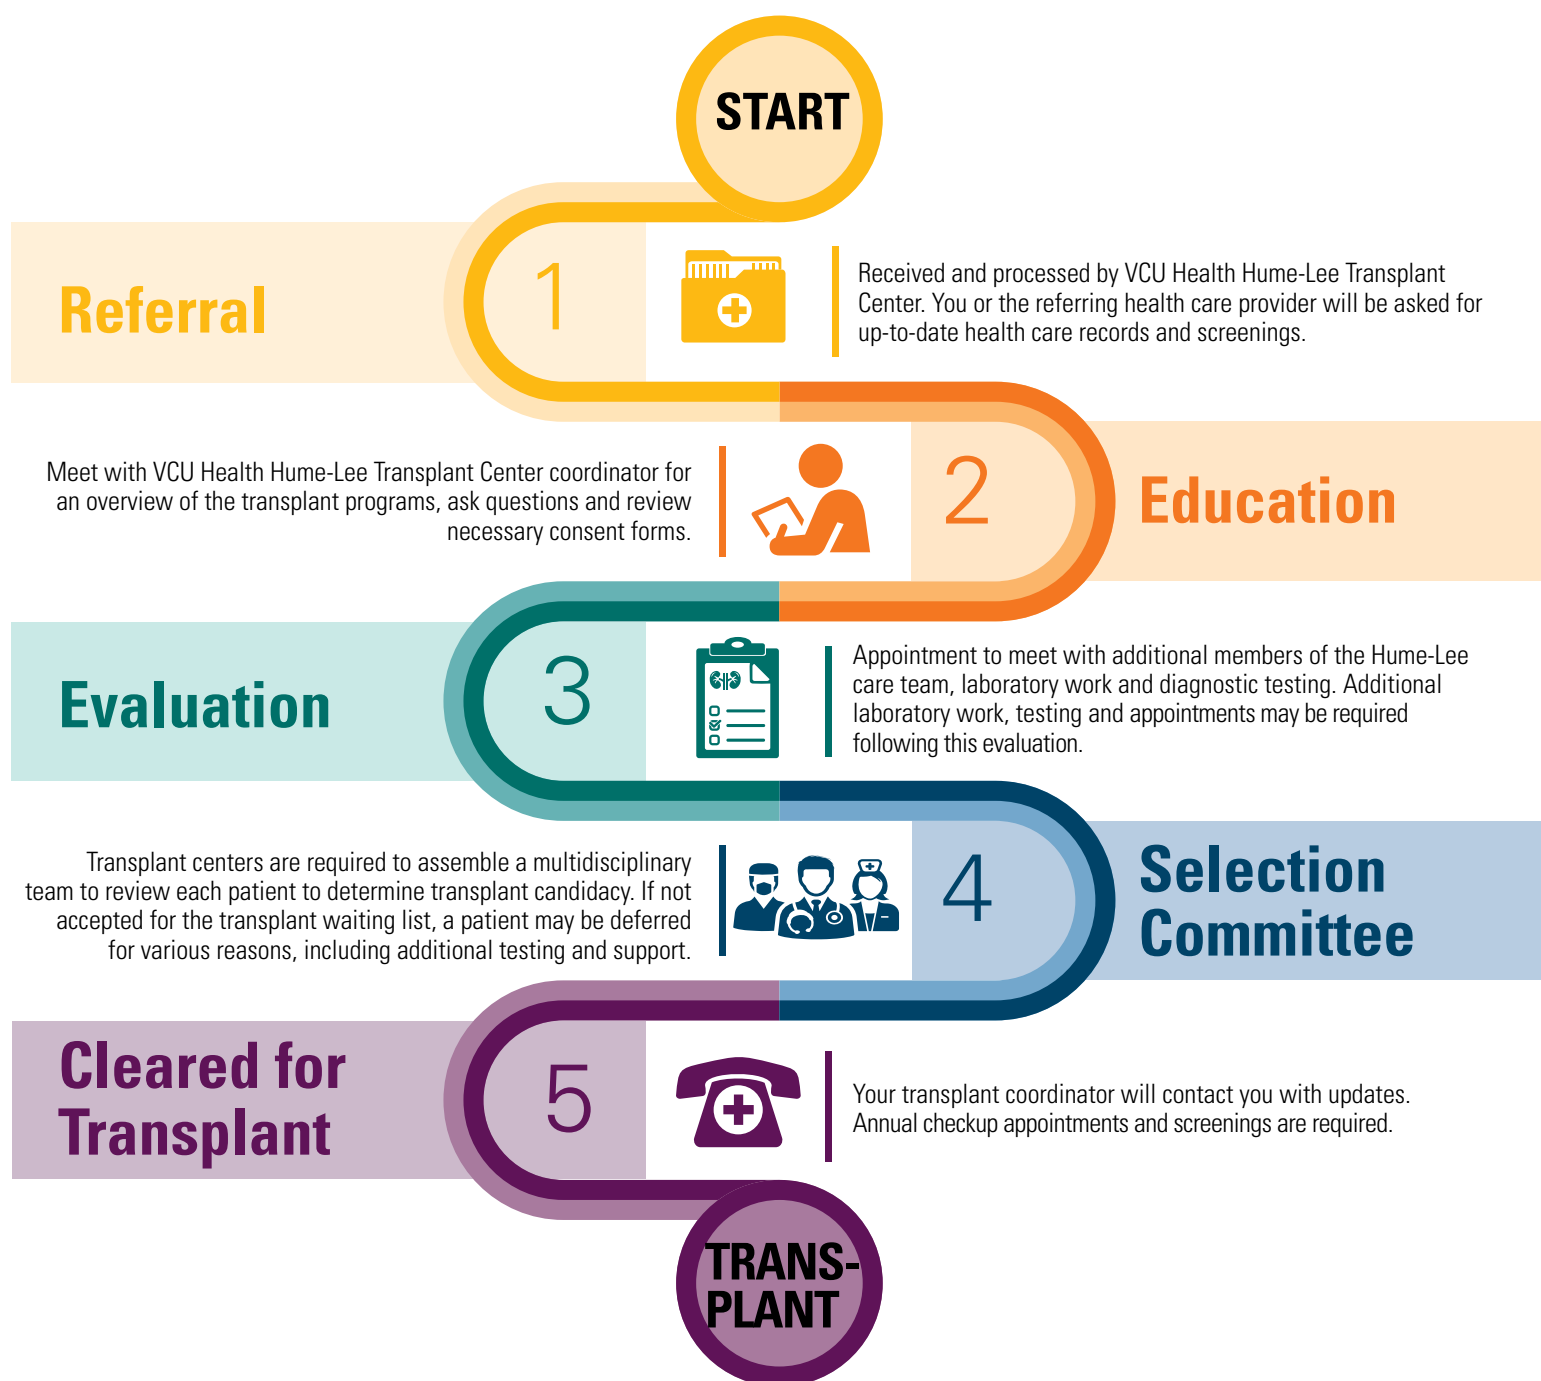 START
Referral
1
Received and processed by VCU Health Hume-Lee Transplant
Center. You or the referring health care provider will be asked for
up-to-date health care records and screenings.
Meet with VCU Health Hume-Lee Transplant Center coordinator for
an overview of the transplant programs, ask questions and review
necessary consent forms.
2
Education
Evaluation
3
Appointment to meet with additional members of the Hume-Lee
care team, laboratory work and diagnostic testing. Additional
laboratory work, testing and appointments may be required
following this evaluation.
Transplant centers are required to assemble a multidisciplinary
team to review each patient to determine transplant candidacy. If not
accepted for the transplant waiting list, a patient may be deferred
for various reasons, including additional testing and support.
4
Selection
Committee
Cleared for
Transplant
5
Your transplant coordinator will contact you with updates.
Annual checkup appointments and screenings are required.
TRANS-
PLANT